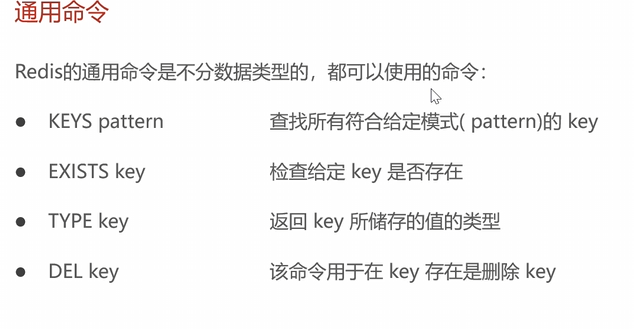 通用命令
Redis的通用命令是不分数据类型的，都可以使用的命令：
● KEYS pattern 查找所有符合给定模式( pattern)的 key
● EXISTS key 检查给定 key 是否存在
● TYPE key 返回 key 所储存的值的类型
● DEL key 该命令用于在 key 存在是删除 key